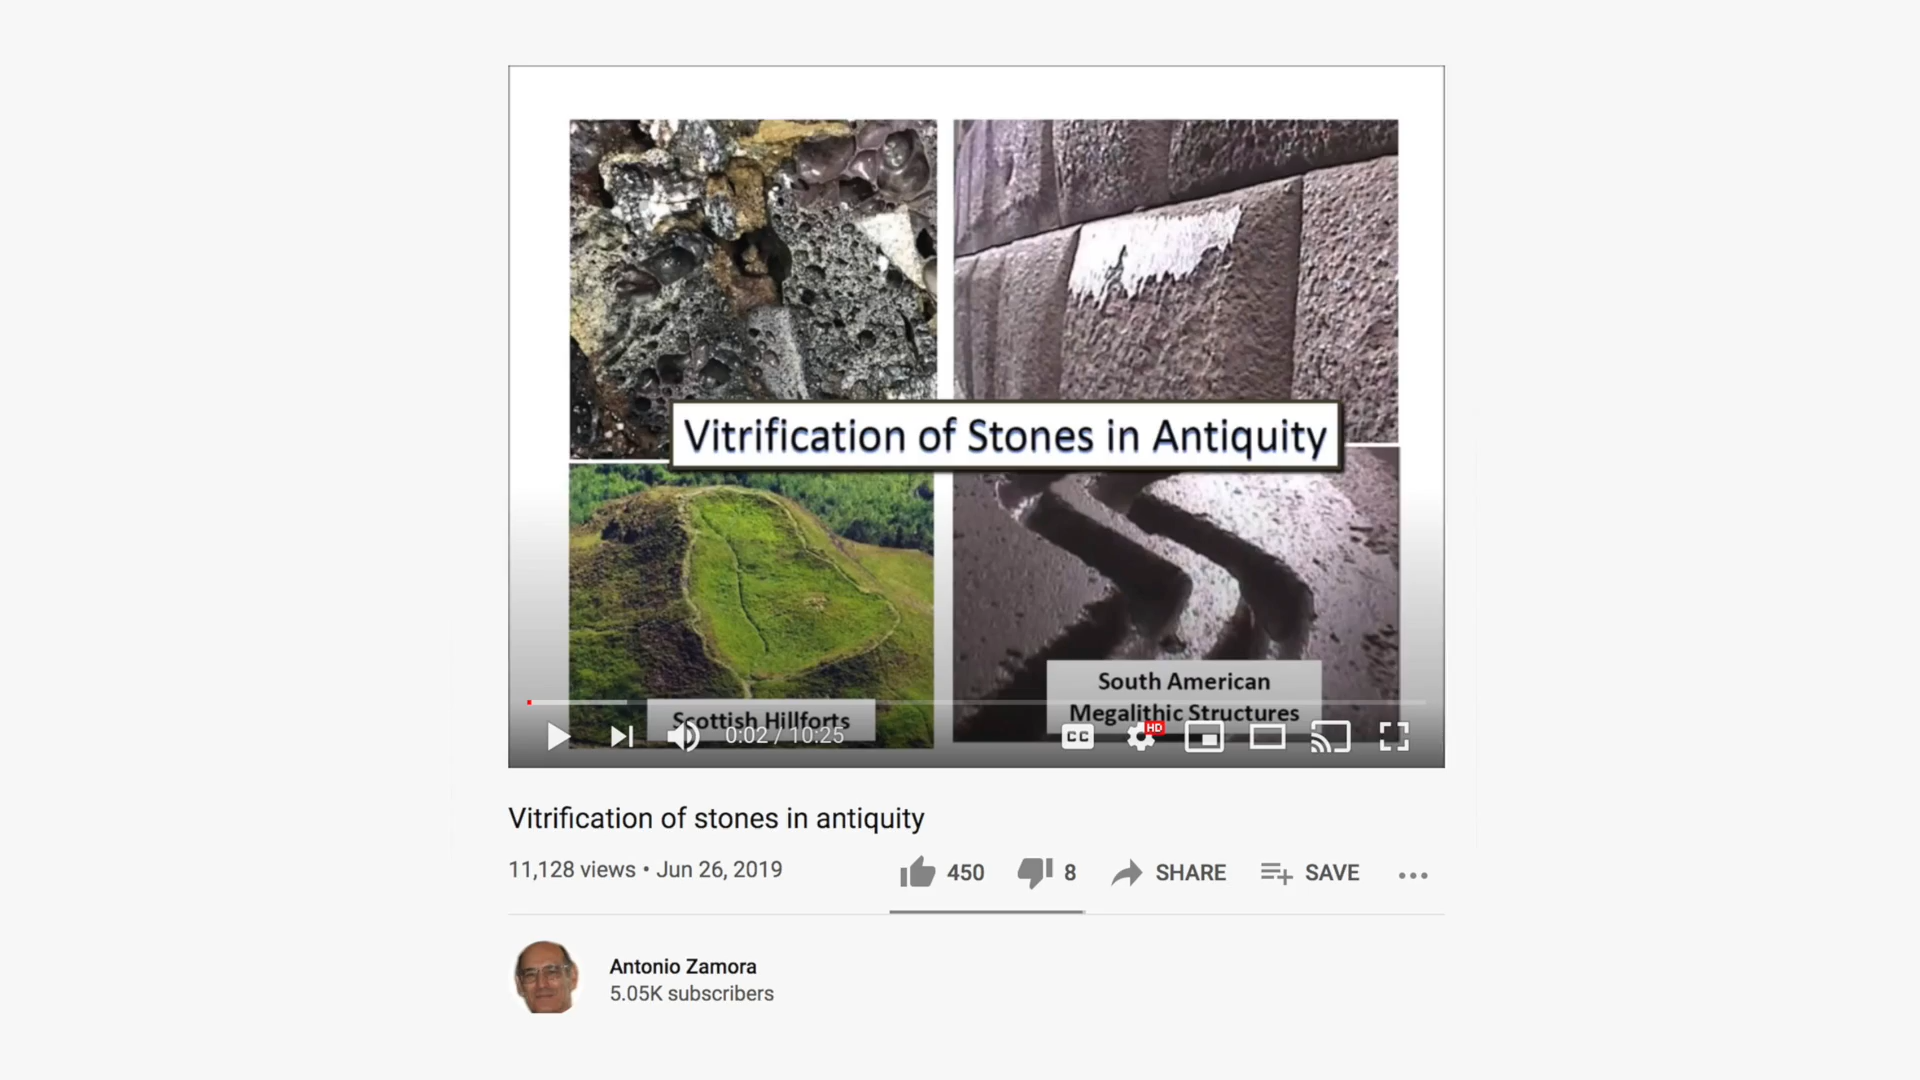 Vitrification of Stones in Antiquity
South American
Megalithic Structures
Scottish Hillforts
0:02 / 10:25
CC
HD
Vitrification of stones in antiquity
11,128 views • Jun 26, 2019
450
8
SHARE
SAVE
Antonio Zamora
5.05K subscribers